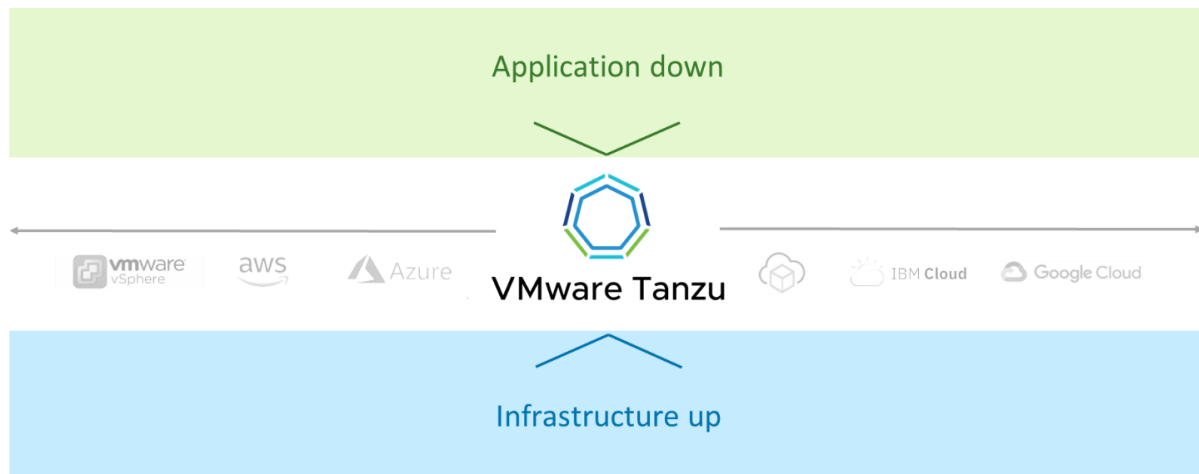 Application down
vmware®
vSphere
aws
Azure
IBM Cloud
Google Cloud
VMware Tanzu
Infrastructure up